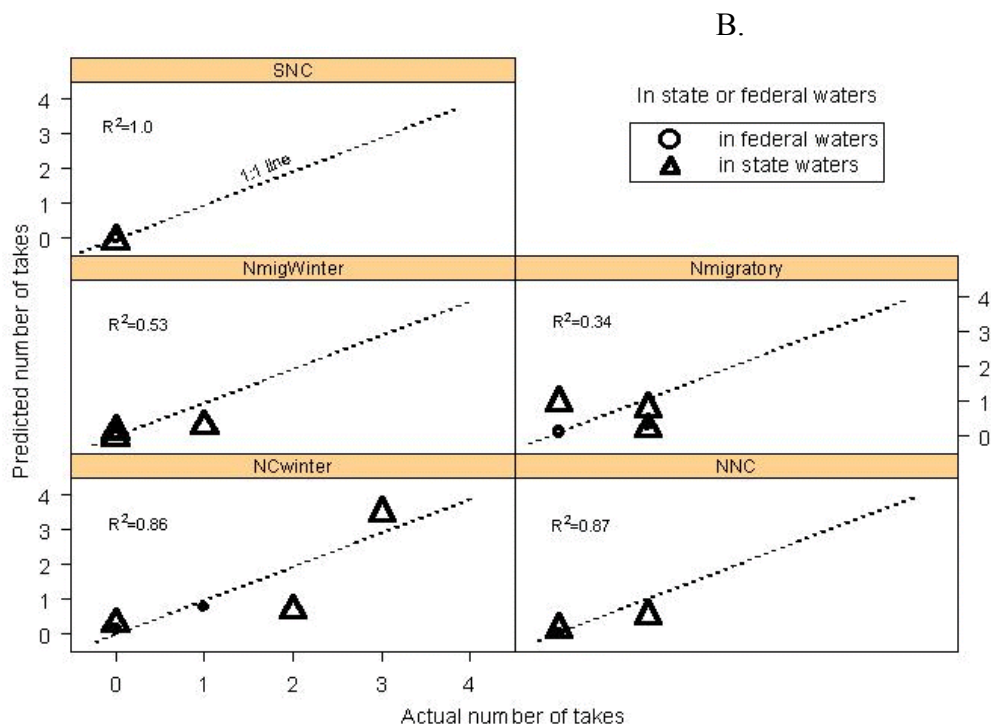 B.
SNC
In state or federal waters
in federal waters
in state waters
R²=1.0
1:1 line
4
3
2
1
0
NmigWinter
R²=0.53
Nmigratory
R²=0.34
4
3
2
1
0
NCwinter
R²=0.86
4
3
2
1
0
NNC
R²=0.87
0 1 2 3 4
Predicted number of takes
Actual number of takes